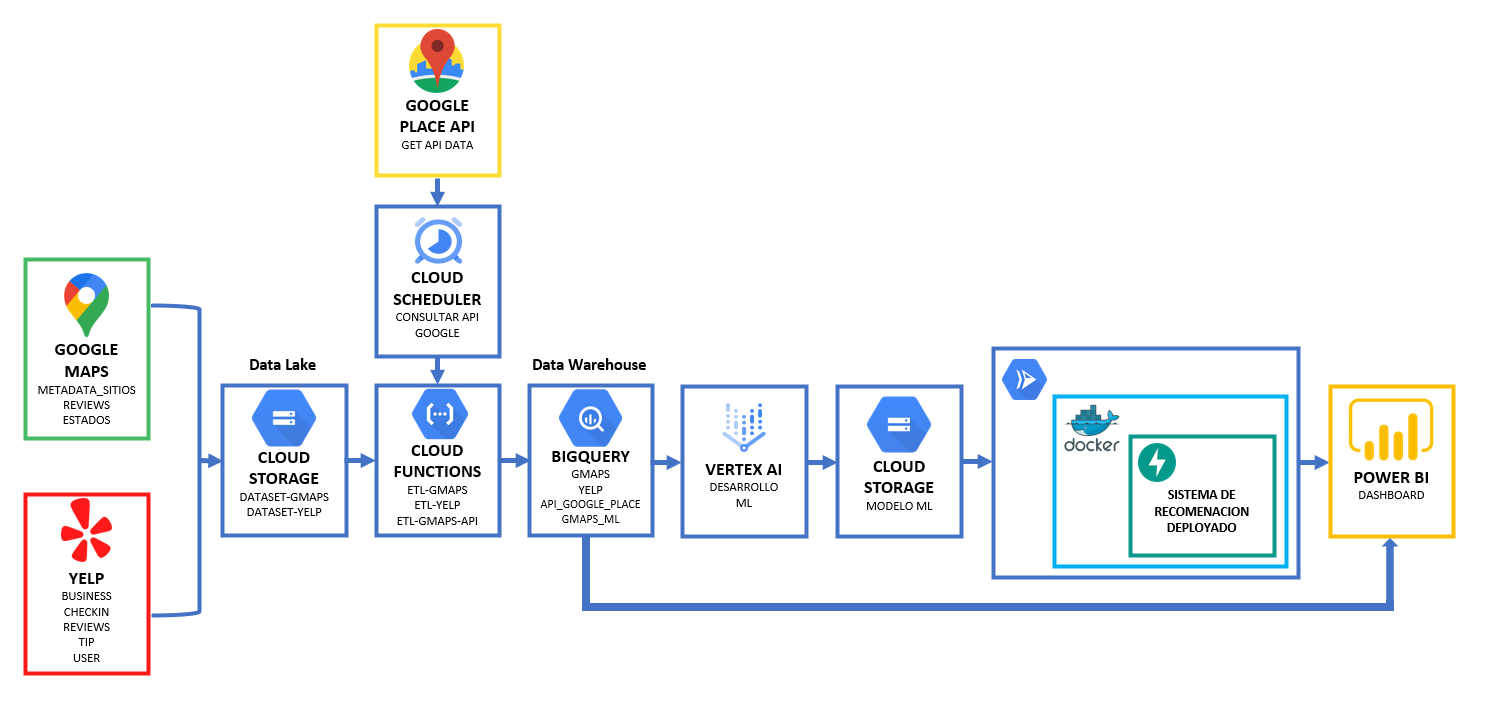 GOOGLE
PLACE API
GET API DATA
CLOUD
SCHEDULER
CONSULTAR API
GOOGLE
GOOGLE
MAPS
METADATA_SITIOS
REVIEWS
ESTADOS
YELP
BUSINESS
CHECKIN
REVIEWS
TIP
USER
Data Lake
CLOUD
STORAGE
DATASET-GMAPS
DATASET-YELP
CLOUD
FUNCTIONS
ETL-GMAPS
ETL-YELP
ETL-GMAPS-API
Data Warehouse
BIGQUERY
GMAPS
YELP
API_GOOGLE_PLACE
GMAPS_ML
VERTEX AI
DESARROLLO
ML
CLOUD
STORAGE
MODELO ML
docker
SISTEMA DE
RECOMENACION
DEPLOYADO
POWER BI
DASHBOARD